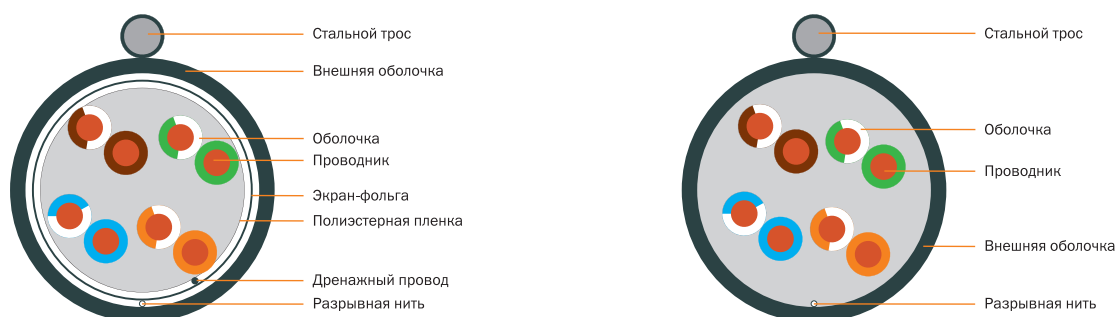 Стальной трос
Внешняя оболочка
Оболочка
Проводник
Экран-фольга
Полиэстерная пленка
Дренажный провод
Разрывная нить
Стальной трос
Оболочка
Проводник
Внешняя оболочка
Разрывная нить